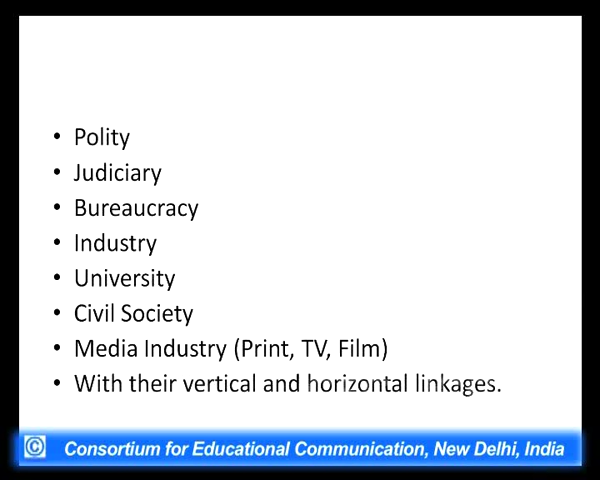 • Polity
• Judiciary
• Bureaucracy
• Industry
• University
• Civil Society
• Media Industry (Print, TV, Film)
• With their vertical and horizontal linkages.
© Consortium for Educational Communication, New Delhi, India